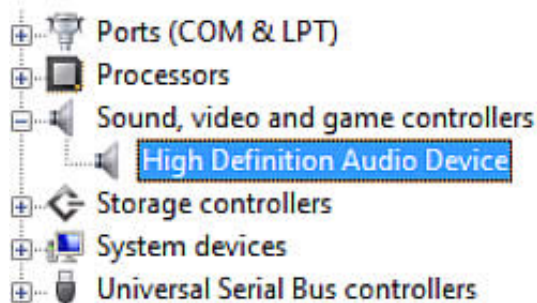 Ports (COM & LPT)
Processors
Sound, video and game controllers
High Definition Audio Device
Storage controllers
System devices
Universal Serial Bus controllers